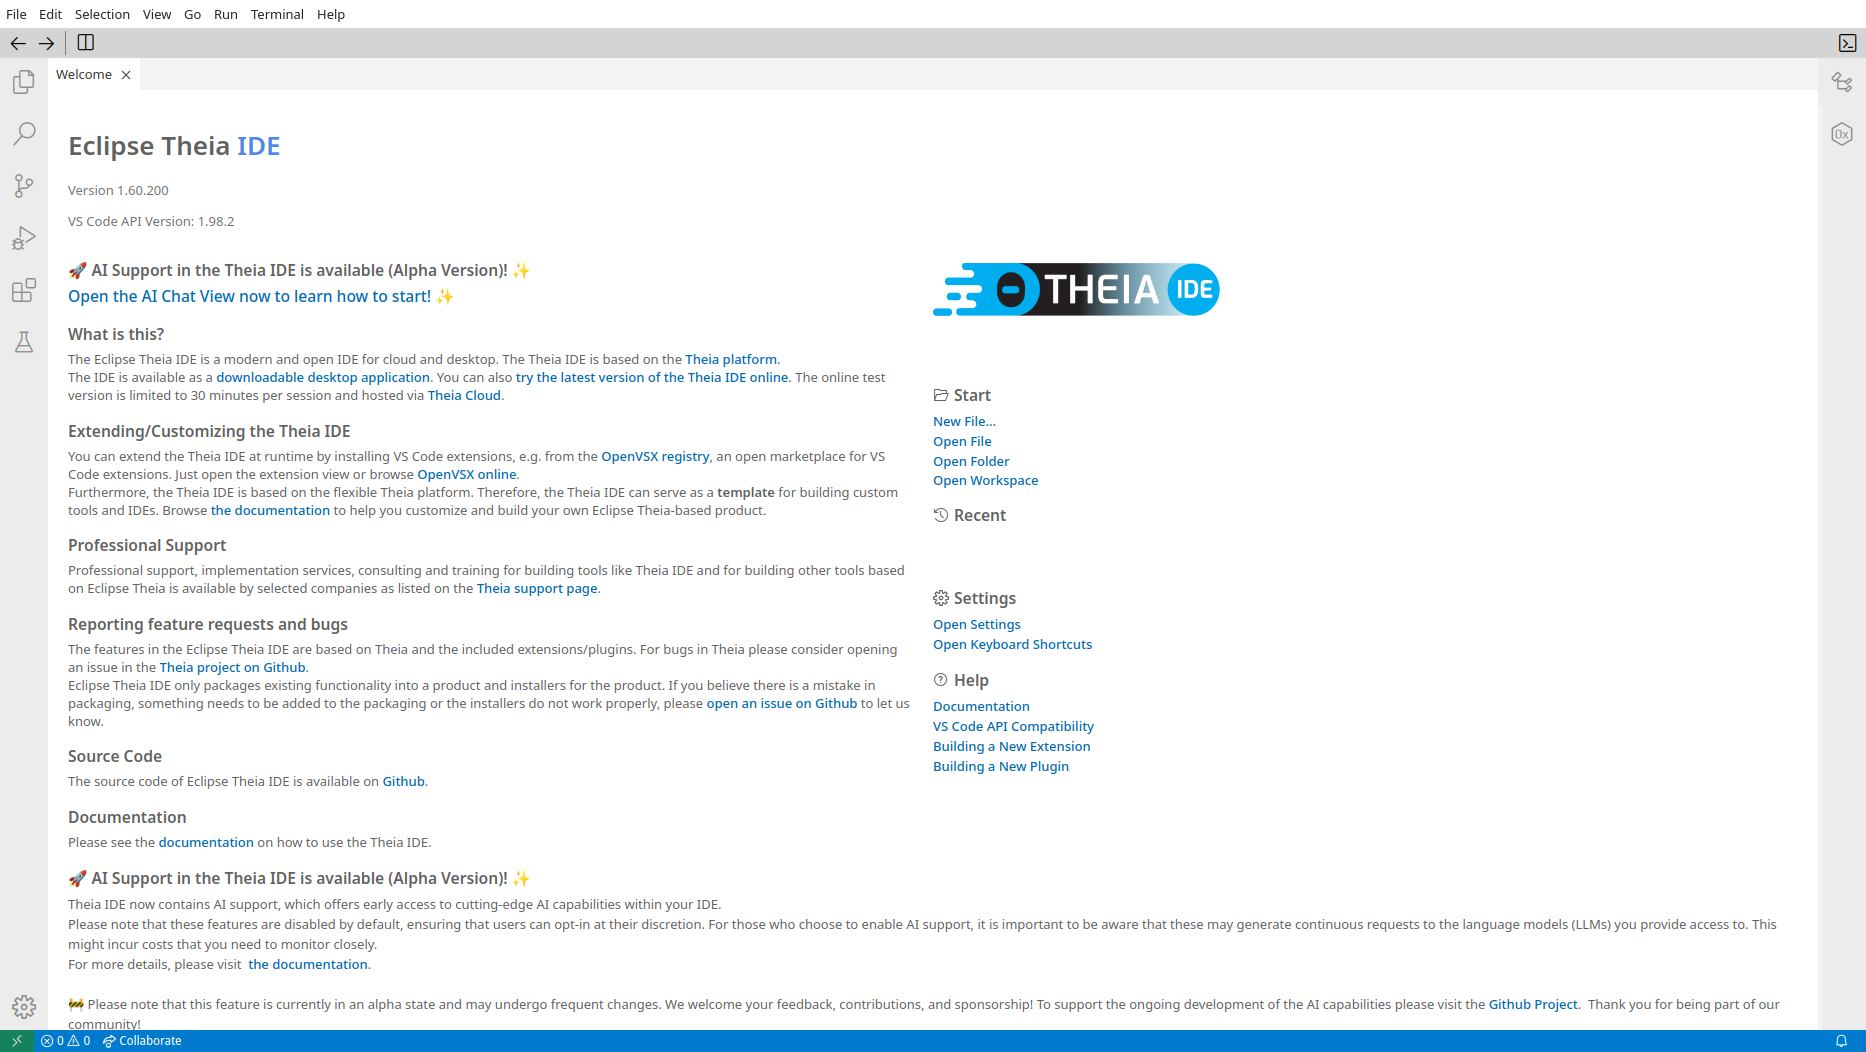 File Edit Selection View Go Run Terminal Help
Welcome
Eclipse Theia IDE
Version 1.60.200
VS Code API Version: 1.98.2
🚀 AI Support in the Theia IDE is available (Alpha Version)! ✨
Open the AI Chat View now to learn how to start! ✨
What is this?
The Eclipse Theia IDE is a modern and open IDE for cloud and desktop. The Theia IDE is based on the Theia platform.
The IDE is available as a downloadable desktop application. You can also try the latest version of the Theia IDE online. The online test
version is limited to 30 minutes per session and hosted via Theia Cloud.
Extending/Customizing the Theia IDE
You can extend the Theia IDE at runtime by installing VS Code extensions, e.g. from the OpenVSX registry, an open marketplace for VS
Code extensions. Just open the extension view or browse OpenVSX online.
Furthermore, the Theia IDE is based on the flexible Theia platform. Therefore, the Theia IDE can serve as a template for building custom
tools and IDEs. Browse the documentation to help you customize and build your own Eclipse Theia-based product.
Professional Support
Professional support, implementation services, consulting and training for building tools like Theia IDE and for building other tools based
on Eclipse Theia is available by selected companies as listed on the Theia support page.
Reporting feature requests and bugs
The features in the Eclipse Theia IDE are based on Theia and the included extensions/plugins. For bugs in Theia please consider opening
an issue in the Theia project on Github.
Eclipse Theia IDE only packages existing functionality into a product and installers for the product. If you believe there is a mistake in
packaging, something needs to be added to the packaging or the installers do not work properly, please open an issue on Github to let us
know.
Source Code
The source code of Eclipse Theia IDE is available on Github.
Documentation
Please see the documentation on how to use the Theia IDE.
THEIA IDE
Start
New File...
Open File
Open Folder
Open Workspace
Recent
Settings
Open Settings
Open Keyboard Shortcuts
Help
Documentation
VS Code API Compatibility
Building a New Extension
Building a New Plugin
🚀 AI Support in the Theia IDE is available (Alpha Version)! ✨
Theia IDE now contains AI support, which offers early access to cutting-edge AI capabilities within your IDE.
Please note that these features are disabled by default, ensuring that users can opt-in at their discretion. For those who choose to enable AI support, it is important to be aware that these may generate continuous requests to the language models (LLMs) you provide access to. This
might incur costs that you need to monitor closely.
For more details, please visit the documentation.
🚧 Please note that this feature is currently in an alpha state and may undergo frequent changes. We welcome your feedback, contributions, and sponsorship! To support the ongoing development of the AI capabilities please visit the Github Project. Thank you for being part of our
community!
0x
0 0 Collaborate